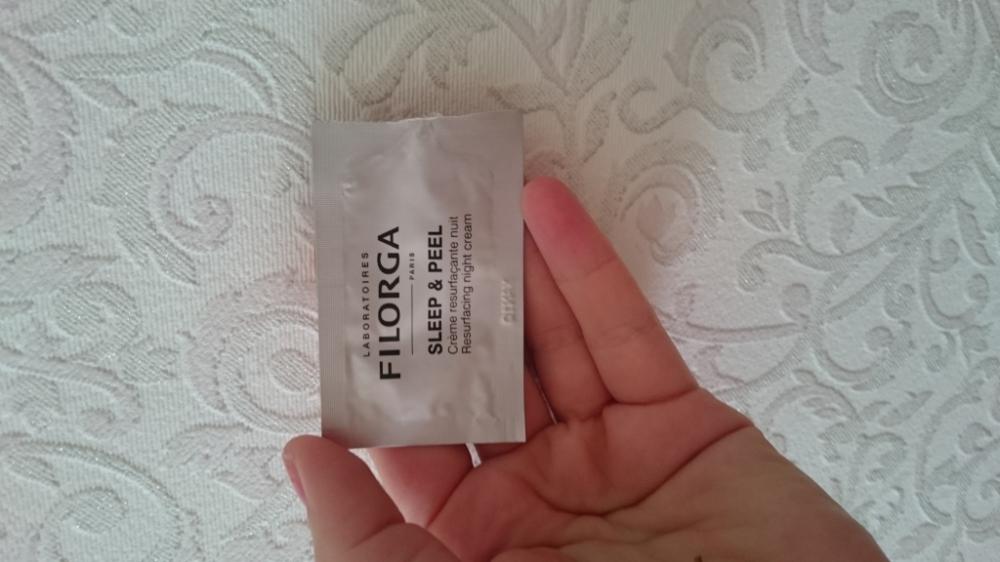 LABORATOIRES
FILORGA
PARIS
SLEEP & PEEL
Crème resurfaçante nuit
Resurfacing night cream